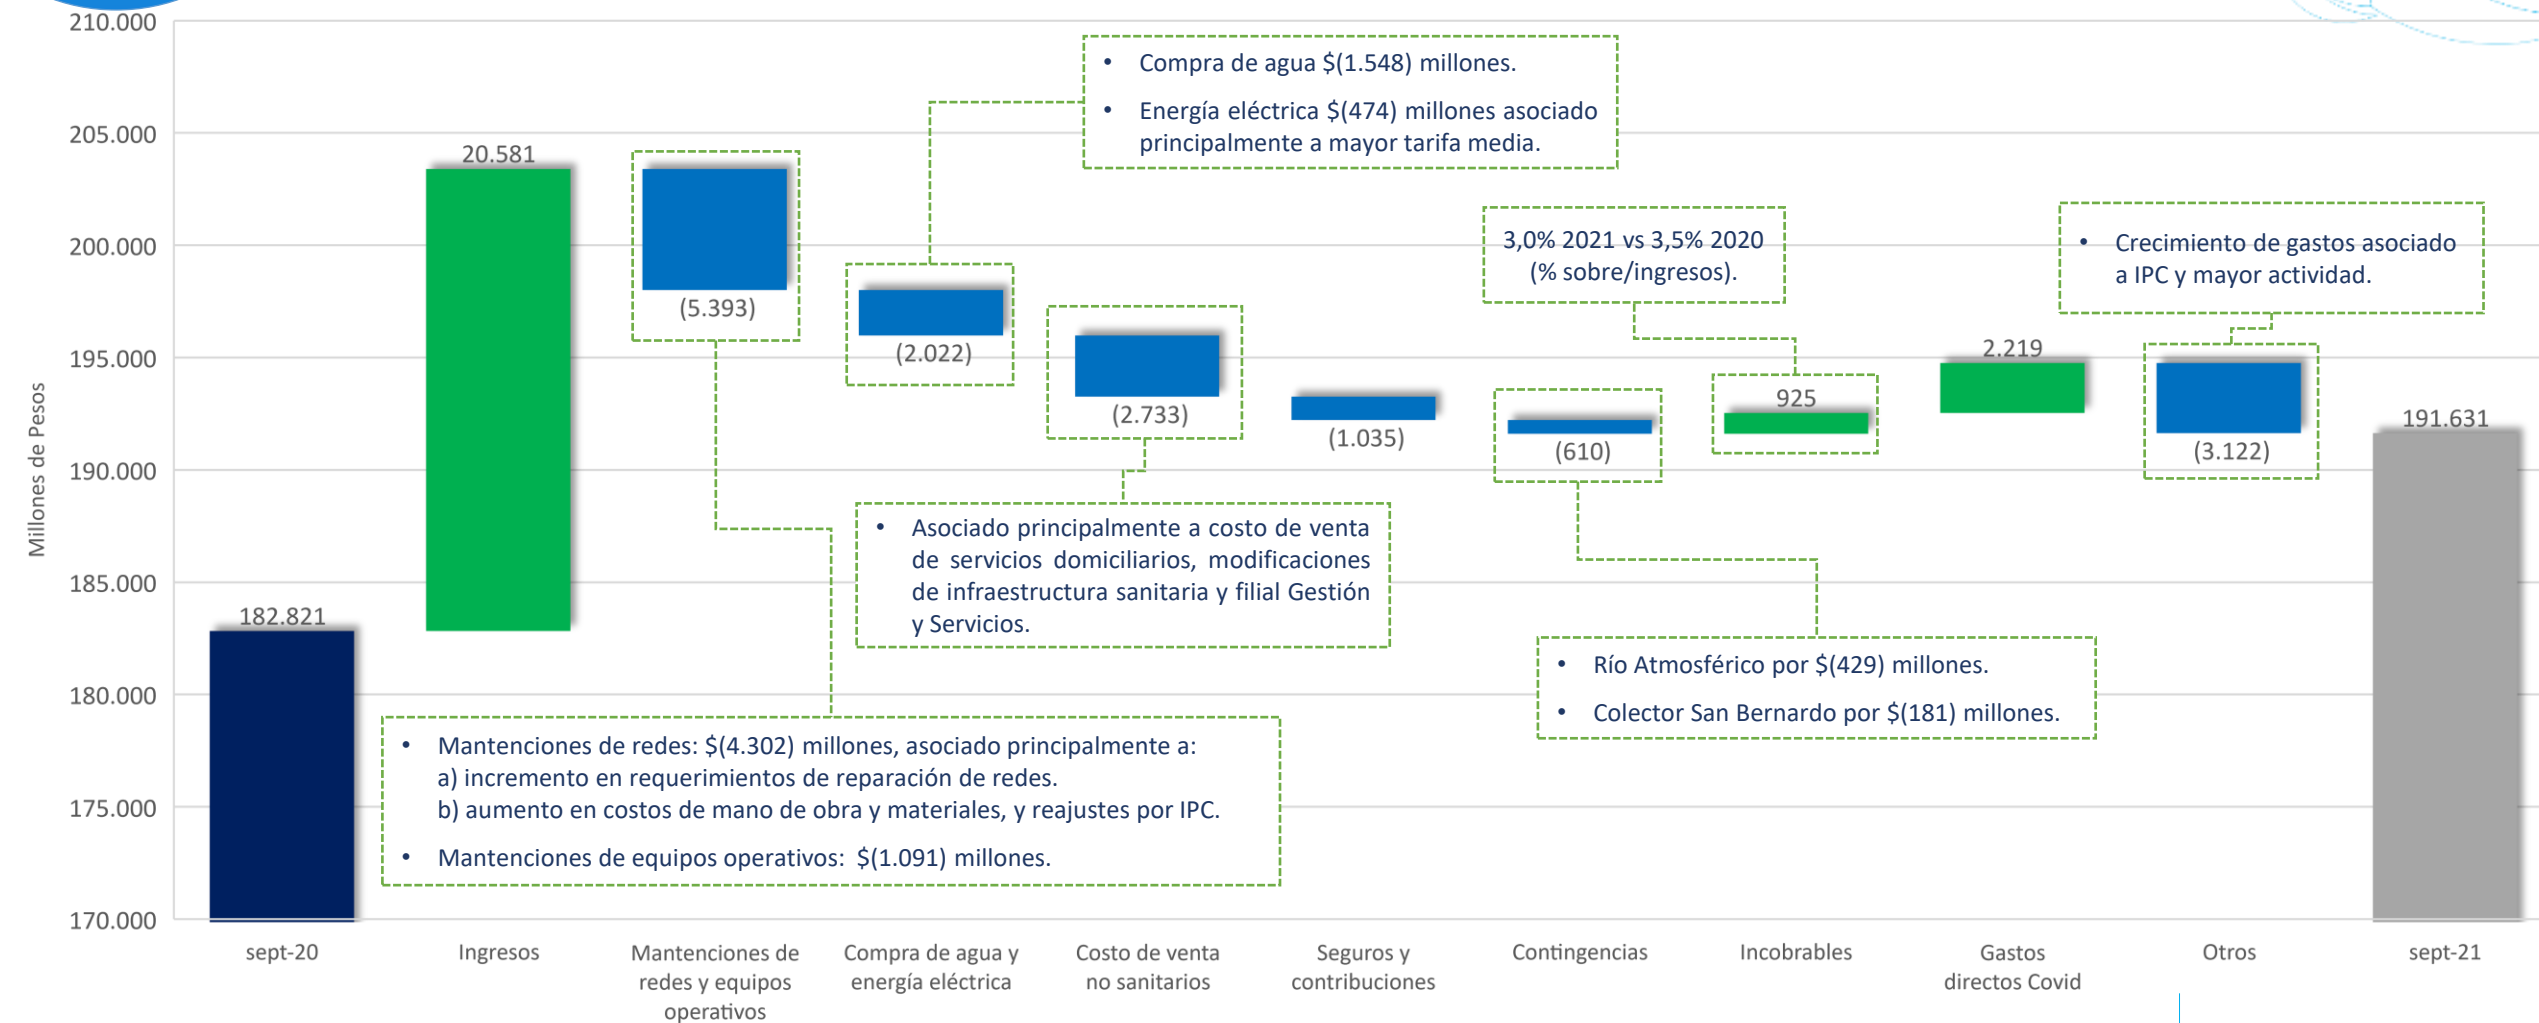 210.000
205.000
200.000
195.000
190.000
185.000
180.000
175.000
170.000
Millones de Pesos
182.821
20.581
(5.393)
(2.022)
(2.733)
(1.035)
(610)
925
2.219
(3.122)
191.631
• Compra de agua $(1.548) millones.
• Energía eléctrica $(474) millones asociado
principalmente a mayor tarifa media.
3,0% 2021 vs 3,5% 2020
(% sobre/ingresos).
• Crecimiento de gastos asociado
a IPC y mayor actividad.
• Asociado principalmente a costo de venta
de servicios domiciliarios, modificaciones
de infraestructura sanitaria y filial Gestión
y Servicios.
• Río Atmosférico por $(429) millones.
• Colector San Bernardo por $(181) millones.
• Mantenciones de redes: $(4.302) millones, asociado principalmente a:
a) incremento en requerimientos de reparación de redes.
b) aumento en costos de mano de obra y materiales, y reajustes por IPC.
• Mantenciones de equipos operativos: $(1.091) millones.
sept-20
Ingresos
Mantenciones de
redes y equipos
operativos
Compra de agua y
energía eléctrica
Costo de venta
no sanitarios
Seguros y
contribuciones
Contingencias
Incobrables
Gastos
directos Covid
Otros
sept-21